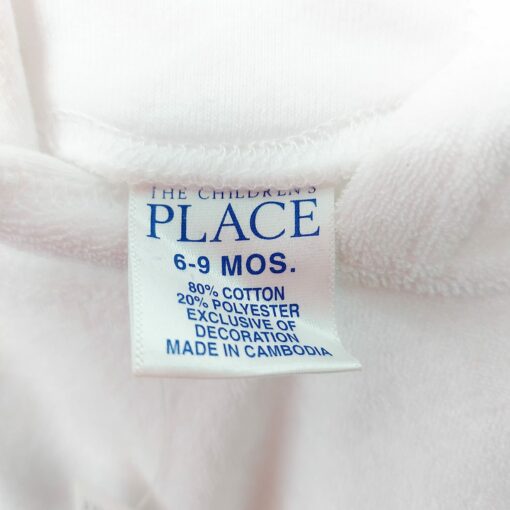 THE CHILDREN'S
PLACE
6-9 MOS.
80% COTTON
20% POLYESTER
EXCLUSIVE OF
DECORATION
MADE IN CAMBODIA